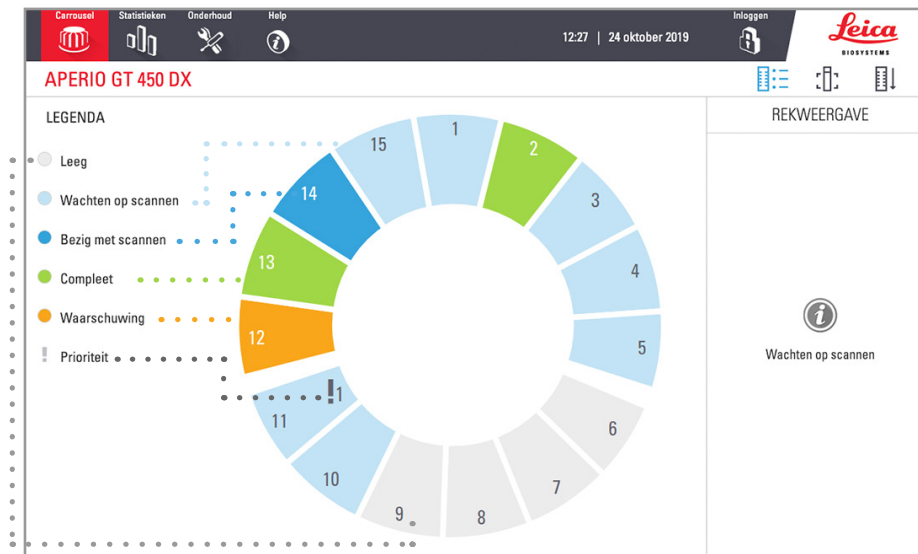 Carrousel
Statistieken
Onderhoud
Help
12:27 | 24 oktober 2019
Inloggen
Leica
BIOSYSTEMS
APERIO GT 450 DX
LEGENDA
REKWEERGAVE
Leeg
Wachten op scannen
Bezig met scannen
Compleet
Waarschuwing
! Prioriteit
1
2
3
4
5
6
7
8
9
10
11
!1
12
13
14
15
Wachten op scannen